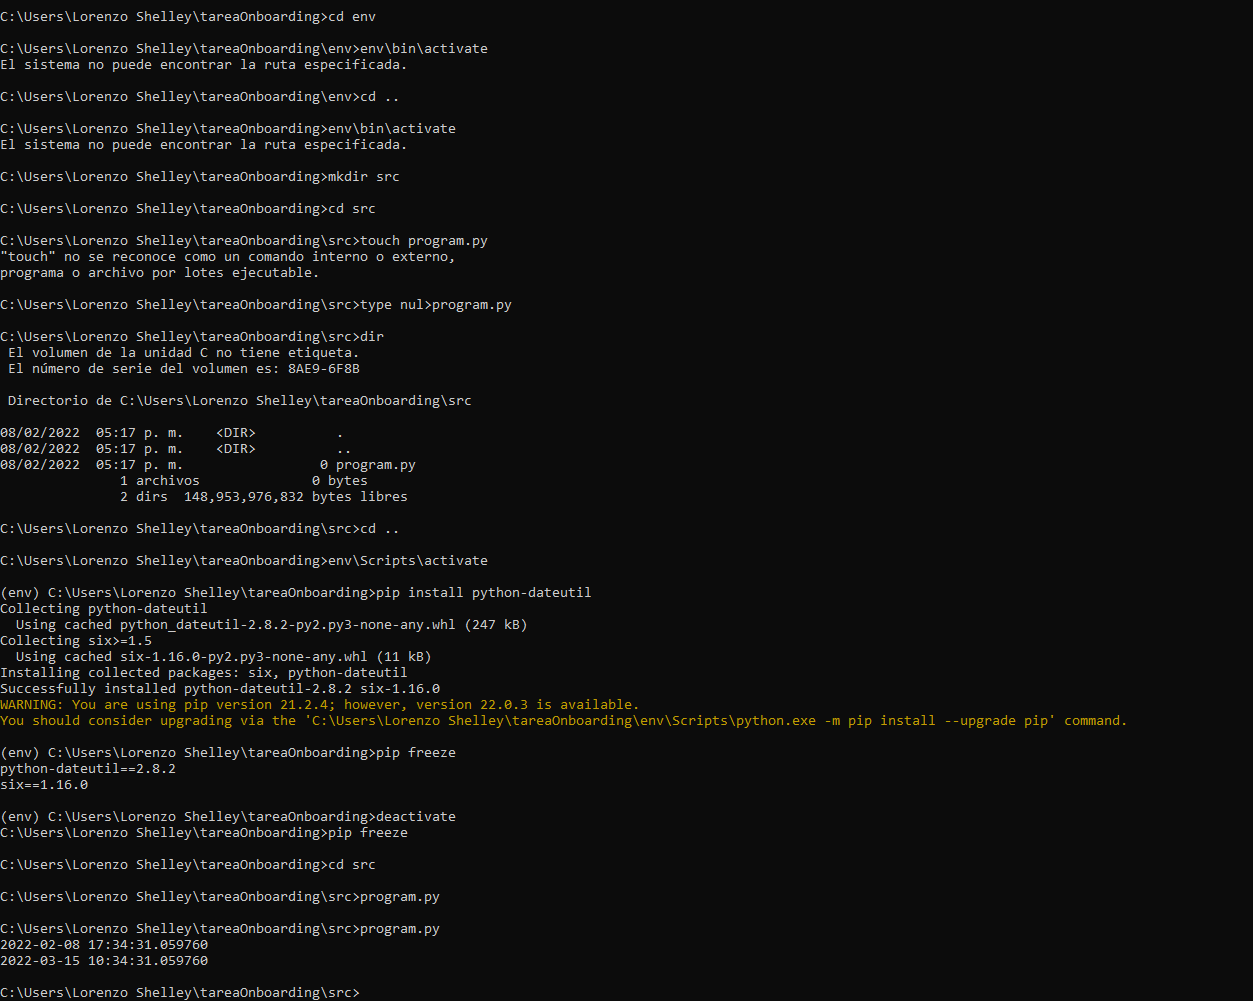 C:\Users\Lorenzo Shelley\tareaOnboarding>cd env
C:\Users\Lorenzo Shelley\tareaOnboarding\env>env\bin\activate
El sistema no puede encontrar la ruta especificada.
C:\Users\Lorenzo Shelley\tareaOnboarding\env>cd ..
C:\Users\Lorenzo Shelley\tareaOnboarding>env\bin\activate
El sistema no puede encontrar la ruta especificada.
C:\Users\Lorenzo Shelley\tareaOnboarding>mkdir src
C:\Users\Lorenzo Shelley\tareaOnboarding>cd src
C:\Users\Lorenzo Shelley\tareaOnboarding\src>touch program.py
"touch" no se reconoce como un comando interno o externo,
programa o archivo por lotes ejecutable.
C:\Users\Lorenzo Shelley\tareaOnboarding\src>type nul>program.py
C:\Users\Lorenzo Shelley\tareaOnboarding\src>dir
 El volumen de la unidad C no tiene etiqueta.
 El número de serie del volumen es: 8AE9-6F8B
 Directorio de C:\Users\Lorenzo Shelley\tareaOnboarding\src
08/02/2022  05:17 p. m.    <DIR>          .
08/02/2022  05:17 p. m.    <DIR>          ..
08/02/2022  05:17 p. m.                 0 program.py
               1 archivos              0 bytes
               2 dirs  148,953,976,832 bytes libres
C:\Users\Lorenzo Shelley\tareaOnboarding\src>cd ..
C:\Users\Lorenzo Shelley\tareaOnboarding>env\Scripts\activate
(env) C:\Users\Lorenzo Shelley\tareaOnboarding>pip install python-dateutil
Collecting python-dateutil
  Using cached python_dateutil-2.8.2-py2.py3-none-any.whl (247 kB)
Collecting six>=1.5
  Using cached six-1.16.0-py2.py3-none-any.whl (11 kB)
Installing collected packages: six, python-dateutil
Successfully installed python-dateutil-2.8.2 six-1.16.0
WARNING: You are using pip version 21.2.4; however, version 22.0.3 is available.
You should consider upgrading via the 'C:\Users\Lorenzo Shelley\tareaOnboarding\env\Scripts\python.exe -m pip install --upgrade pip' command.
(env) C:\Users\Lorenzo Shelley\tareaOnboarding>pip freeze
python-dateutil==2.8.2
six==1.16.0
(env) C:\Users\Lorenzo Shelley\tareaOnboarding>deactivate
C:\Users\Lorenzo Shelley\tareaOnboarding>pip freeze
C:\Users\Lorenzo Shelley\tareaOnboarding>cd src
C:\Users\Lorenzo Shelley\tareaOnboarding\src>program.py
C:\Users\Lorenzo Shelley\tareaOnboarding\src>program.py
2022-02-08 17:34:31.059760
2022-03-15 10:34:31.059760
C:\Users\Lorenzo Shelley\tareaOnboarding\src>